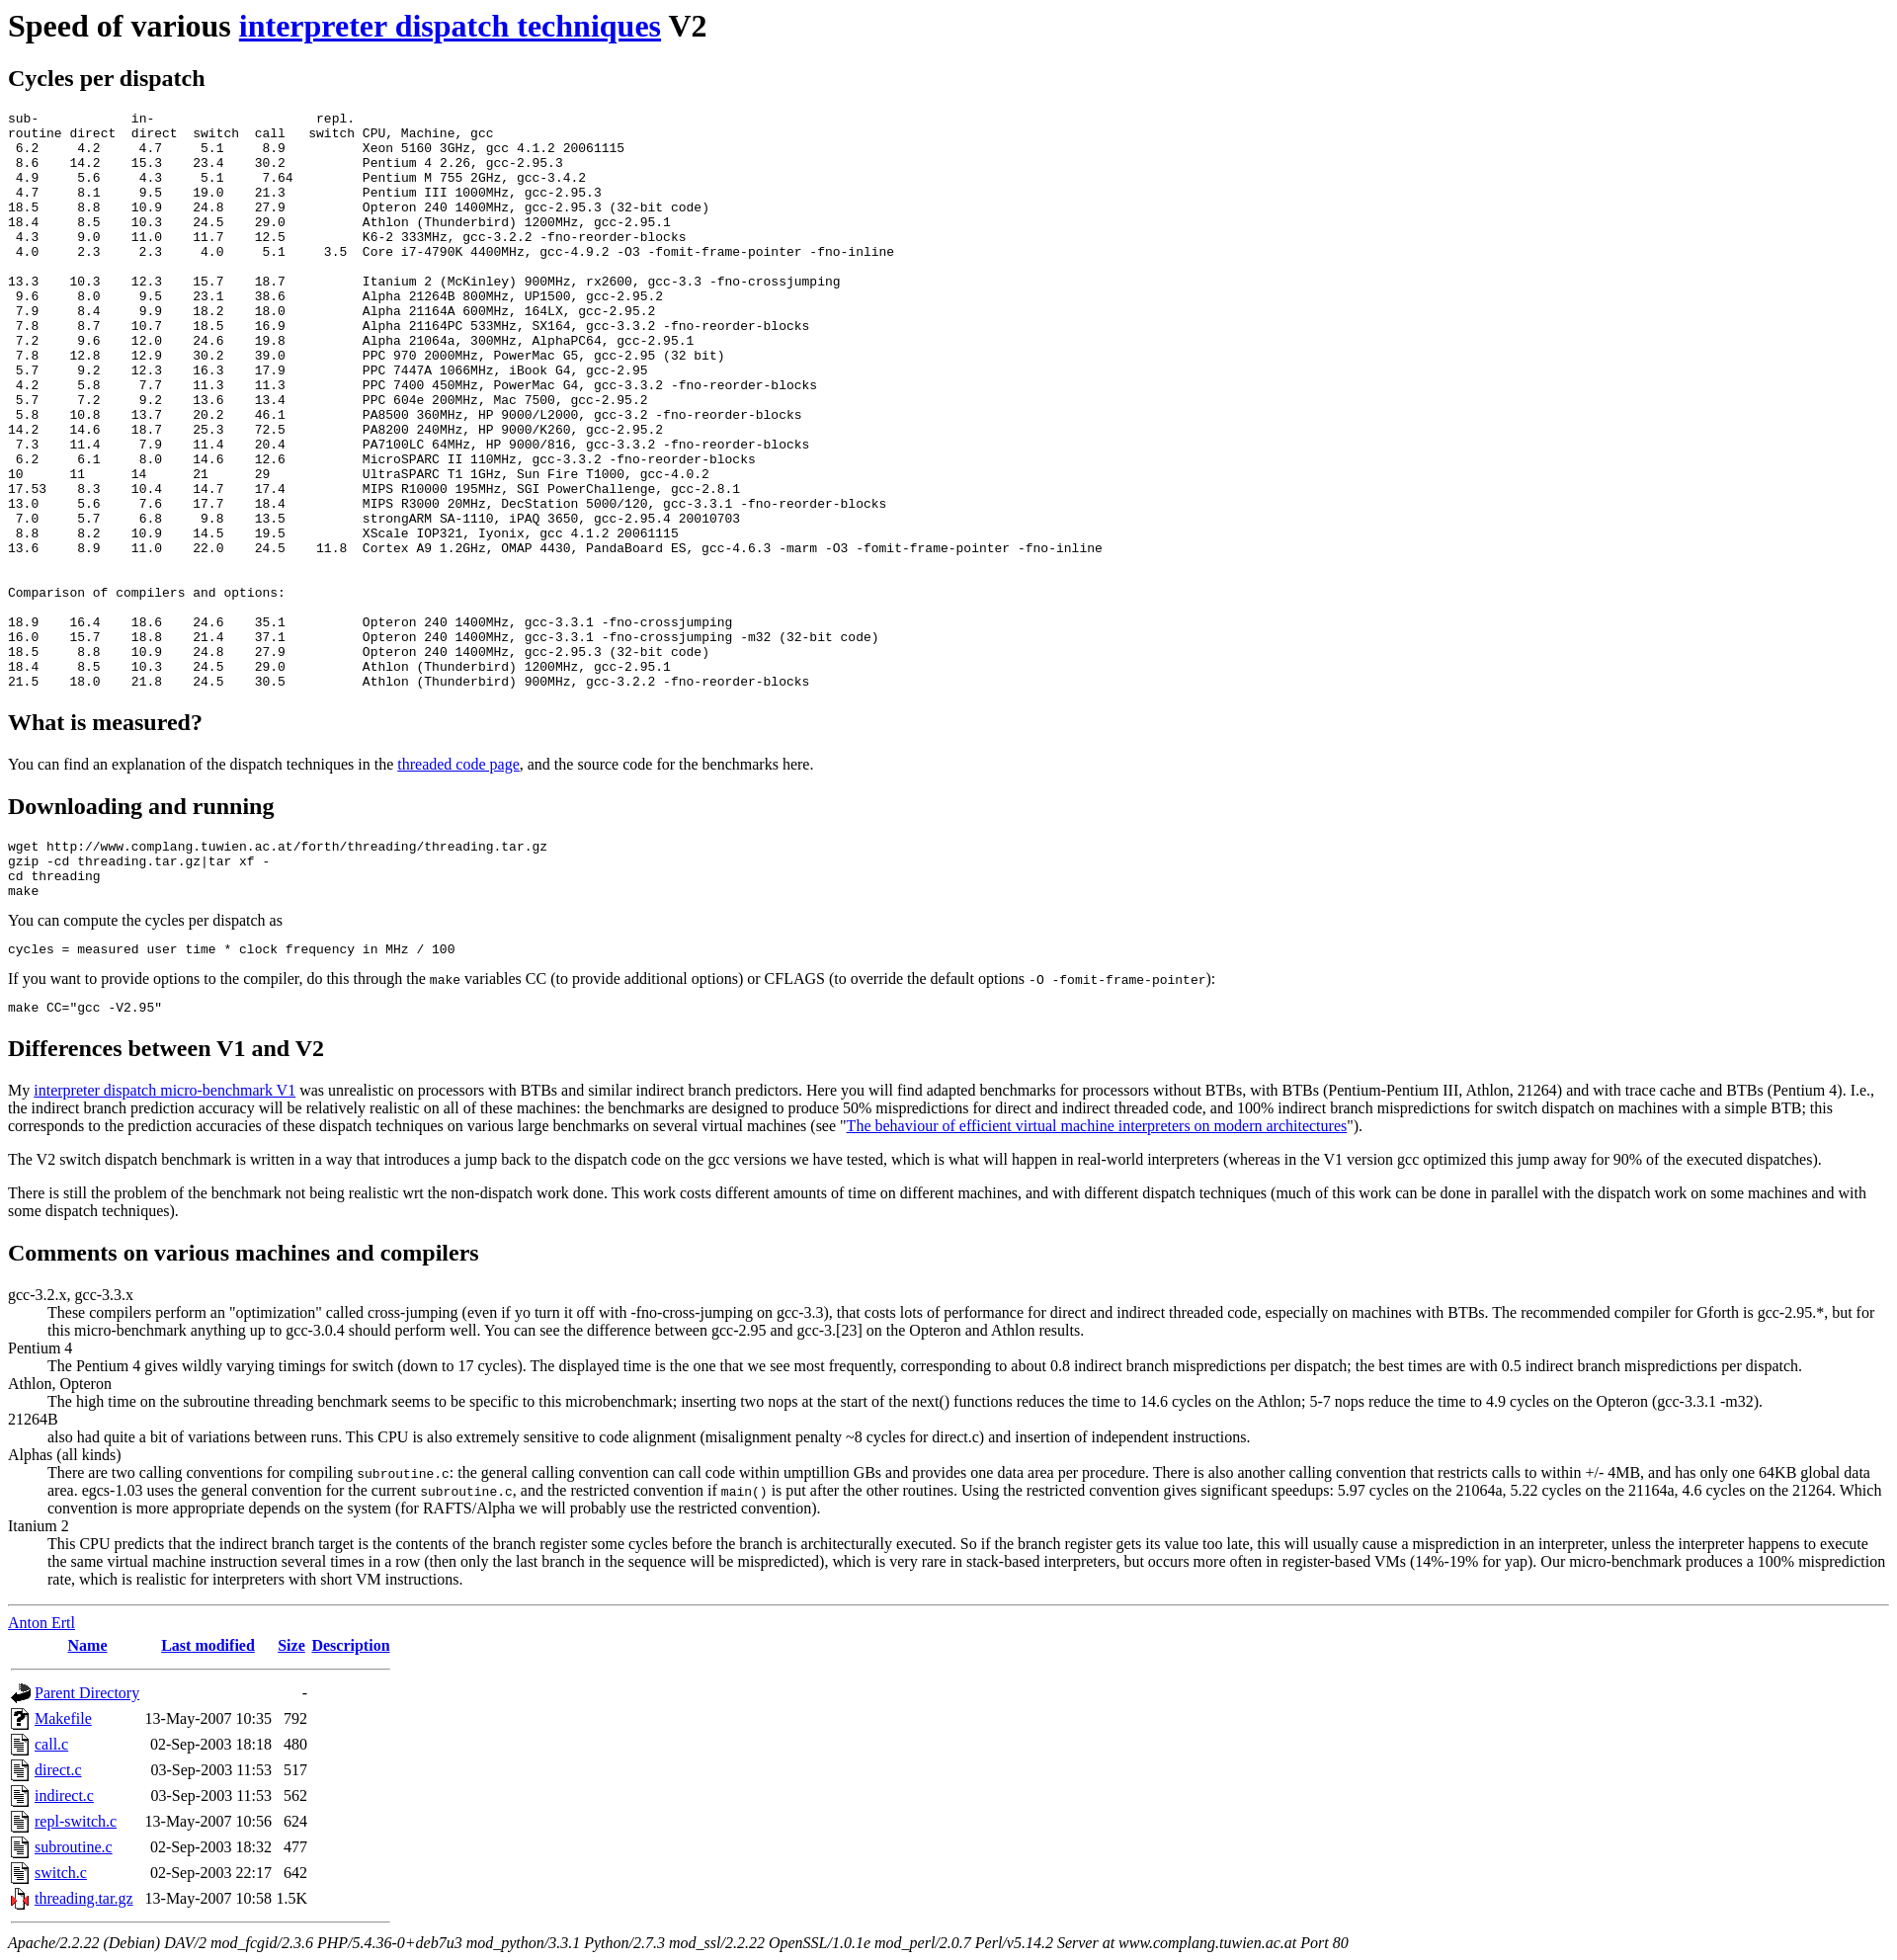 Speed of various interpreter dispatch techniques V2
Cycles per dispatch
sub-            in-                     repl.
routine direct  direct  switch  call   switch CPU, Machine, gcc
 6.2     4.2     4.7     5.1     8.9          Xeon 5160 3GHz, gcc 4.1.2 20061115
 8.6    14.2    15.3    23.4    30.2          Pentium 4 2.26, gcc-2.95.3
 4.9     5.6     4.3     5.1     7.64         Pentium M 755 2GHz, gcc-3.4.2
 4.7     8.1     9.5    19.0    21.3          Pentium III 1000MHz, gcc-2.95.3
18.5     8.8    10.9    24.8    27.9          Opteron 240 1400MHz, gcc-2.95.3 (32-bit code)
18.4     8.5    10.3    24.5    29.0          Athlon (Thunderbird) 1200MHz, gcc-2.95.1
 4.3     9.0    11.0    11.7    12.5          K6-2 333MHz, gcc-3.2.2 -fno-reorder-blocks
 4.0     2.3     2.3     4.0     5.1     3.5  Core i7-4790K 4400MHz, gcc-4.9.2 -O3 -fomit-frame-pointer -fno-inline
13.3    10.3    12.3    15.7    18.7          Itanium 2 (McKinley) 900MHz, rx2600, gcc-3.3 -fno-crossjumping
 9.6     8.0     9.5    23.1    38.6          Alpha 21264B 800MHz, UP1500, gcc-2.95.2
 7.9     8.4     9.9    18.2    18.0          Alpha 21164A 600MHz, 164LX, gcc-2.95.2
 7.8     8.7    10.7    18.5    16.9          Alpha 21164PC 533MHz, SX164, gcc-3.3.2 -fno-reorder-blocks
 7.2     9.6    12.0    24.6    19.8          Alpha 21064a, 300MHz, AlphaPC64, gcc-2.95.1
 7.8    12.8    12.9    30.2    39.0          PPC 970 2000MHz, PowerMac G5, gcc-2.95 (32 bit)
 5.7     9.2    12.3    16.3    17.9          PPC 7447A 1066MHz, iBook G4, gcc-2.95
 4.2     5.8     7.7    11.3    11.3          PPC 7400 450MHz, PowerMac G4, gcc-3.3.2 -fno-reorder-blocks
 5.7     7.2     9.2    13.6    13.4          PPC 604e 200MHz, Mac 7500, gcc-2.95.2
 5.8    10.8    13.7    20.2    46.1          PA8500 360MHz, HP 9000/L2000, gcc-3.2 -fno-reorder-blocks
14.2    14.6    18.7    25.3    72.5          PA8200 240MHz, HP 9000/K260, gcc-2.95.2
 7.3    11.4     7.9    11.4    20.4          PA7100LC 64MHz, HP 9000/816, gcc-3.3.2 -fno-reorder-blocks
 6.2     6.1     8.0    14.6    12.6          MicroSPARC II 110MHz, gcc-3.3.2 -fno-reorder-blocks
10      11      14      21      29            UltraSPARC T1 1GHz, Sun Fire T1000, gcc-4.0.2
17.53    8.3    10.4    14.7    17.4          MIPS R10000 195MHz, SGI PowerChallenge, gcc-2.8.1
13.0     5.6     7.6    17.7    18.4          MIPS R3000 20MHz, DecStation 5000/120, gcc-3.3.1 -fno-reorder-blocks
 7.0     5.7     6.8     9.8    13.5          strongARM SA-1110, iPAQ 3650, gcc-2.95.4 20010703
 8.8     8.2    10.9    14.5    19.5          XScale IOP321, Iyonix, gcc 4.1.2 20061115
13.6     8.9    11.0    22.0    24.5    11.8  Cortex A9 1.2GHz, OMAP 4430, PandaBoard ES, gcc-4.6.3 -marm -O3 -fomit-frame-pointer -fno-inline
Comparison of compilers and options:
18.9    16.4    18.6    24.6    35.1          Opteron 240 1400MHz, gcc-3.3.1 -fno-crossjumping
16.0    15.7    18.8    21.4    37.1          Opteron 240 1400MHz, gcc-3.3.1 -fno-crossjumping -m32 (32-bit code)
18.5     8.8    10.9    24.8    27.9          Opteron 240 1400MHz, gcc-2.95.3 (32-bit code)
18.4     8.5    10.3    24.5    29.0          Athlon (Thunderbird) 1200MHz, gcc-2.95.1
21.5    18.0    21.8    24.5    30.5          Athlon (Thunderbird) 900MHz, gcc-3.2.2 -fno-reorder-blocks
What is measured?
You can find an explanation of the dispatch techniques in the threaded code page, and the source code for the benchmarks here.
Downloading and running
wget http://www.complang.tuwien.ac.at/forth/threading/threading.tar.gz
gzip -cd threading.tar.gz|tar xf -
cd threading
make
You can compute the cycles per dispatch as
cycles = measured user time * clock frequency in MHz / 100
If you want to provide options to the compiler, do this through the make variables CC (to provide additional options) or CFLAGS (to override the default options -O -fomit-frame-pointer):
make CC="gcc -V2.95"
Differences between V1 and V2
My interpreter dispatch micro-benchmark V1 was unrealistic on processors with BTBs and similar indirect branch predictors. Here you will find adapted benchmarks for processors without BTBs, with BTBs (Pentium-Pentium III, Athlon, 21264) and with trace cache and BTBs (Pentium 4). I.e.,
the indirect branch prediction accuracy will be relatively realistic on all of these machines: the benchmarks are designed to produce 50% mispredictions for direct and indirect threaded code, and 100% indirect branch mispredictions for switch dispatch on machines with a simple BTB; this
corresponds to the prediction accuracies of these dispatch techniques on various large benchmarks on several virtual machines (see "The behaviour of efficient virtual machine interpreters on modern architectures").
The V2 switch dispatch benchmark is written in a way that introduces a jump back to the dispatch code on the gcc versions we have tested, which is what will happen in real-world interpreters (whereas in the V1 version gcc optimized this jump away for 90% of the executed dispatches).
There is still the problem of the benchmark not being realistic wrt the non-dispatch work done. This work costs different amounts of time on different machines, and with different dispatch techniques (much of this work can be done in parallel with the dispatch work on some machines and with
some dispatch techniques).
Comments on various machines and compilers
gcc-3.2.x, gcc-3.3.x
These compilers perform an "optimization" called cross-jumping (even if yo turn it off with -fno-cross-jumping on gcc-3.3), that costs lots of performance for direct and indirect threaded code, especially on machines with BTBs. The recommended compiler for Gforth is gcc-2.95.*, but for
this micro-benchmark anything up to gcc-3.0.4 should perform well. You can see the difference between gcc-2.95 and gcc-3.[23] on the Opteron and Athlon results.
Pentium 4
The Pentium 4 gives wildly varying timings for switch (down to 17 cycles). The displayed time is the one that we see most frequently, corresponding to about 0.8 indirect branch mispredictions per dispatch; the best times are with 0.5 indirect branch mispredictions per dispatch.
Athlon, Opteron
The high time on the subroutine threading benchmark seems to be specific to this microbenchmark; inserting two nops at the start of the next() functions reduces the time to 14.6 cycles on the Athlon; 5-7 nops reduce the time to 4.9 cycles on the Opteron (gcc-3.3.1 -m32).
21264B
also had quite a bit of variations between runs. This CPU is also extremely sensitive to code alignment (misalignment penalty ~8 cycles for direct.c) and insertion of independent instructions.
Alphas (all kinds)
There are two calling conventions for compiling subroutine.c: the general calling convention can call code within umptillion GBs and provides one data area per procedure. There is also another calling convention that restricts calls to within +/- 4MB, and has only one 64KB global data
area. egcs-1.03 uses the general convention for the current subroutine.c, and the restricted convention if main() is put after the other routines. Using the restricted convention gives significant speedups: 5.97 cycles on the 21064a, 5.22 cycles on the 21164a, 4.6 cycles on the 21264. Which
convention is more appropriate depends on the system (for RAFTS/Alpha we will probably use the restricted convention).
Itanium 2
This CPU predicts that the indirect branch target is the contents of the branch register some cycles before the branch is architecturally executed. So if the branch register gets its value too late, this will usually cause a misprediction in an interpreter, unless the interpreter happens to execute
the same virtual machine instruction several times in a row (then only the last branch in the sequence will be mispredicted), which is very rare in stack-based interpreters, but occurs more often in register-based VMs (14%-19% for yap). Our micro-benchmark produces a 100% misprediction
rate, which is realistic for interpreters with short VM instructions.
Anton Ertl
Name Last modified Size Description
Parent Directory -
? Makefile 13-May-2007 10:35 792
call.c 02-Sep-2003 18:18 480
direct.c 03-Sep-2003 11:53 517
indirect.c 03-Sep-2003 11:53 562
repl-switch.c 13-May-2007 10:56 624
subroutine.c 02-Sep-2003 18:32 477
switch.c 02-Sep-2003 22:17 642
threading.tar.gz 13-May-2007 10:58 1.5K
Apache/2.2.22 (Debian) DAV/2 mod_fcgid/2.3.6 PHP/5.4.36-0+deb7u3 mod_python/3.3.1 Python/2.7.3 mod_ssl/2.2.22 OpenSSL/1.0.1e mod_perl/2.0.7 Perl/v5.14.2 Server at www.complang.tuwien.ac.at Port 80